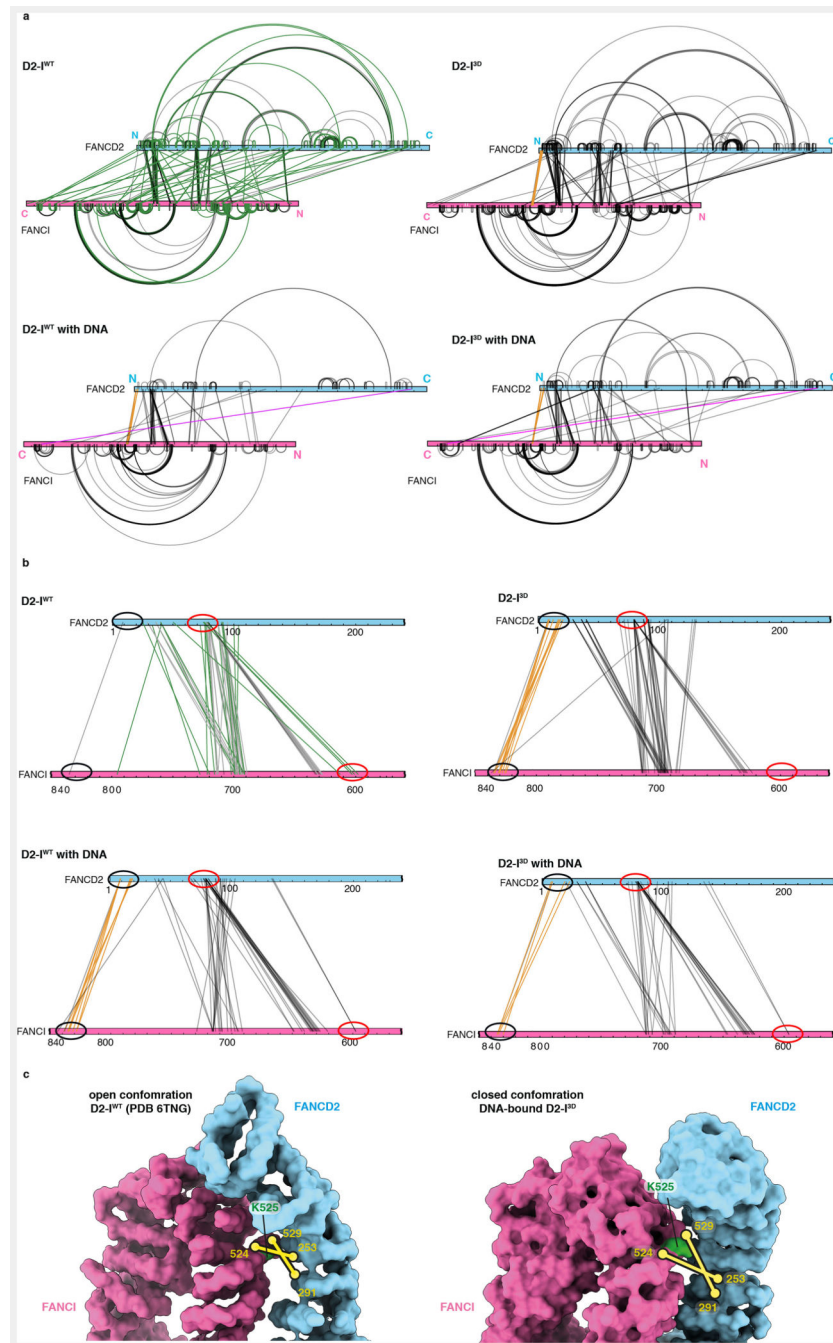 a
D2-I^WT
D2-I^3D
N
C
FANCD2
C
N
FANCI
N
C
FANCD2
C
N
FANCI
D2-I^WT with DNA
D2-I^3D with DNA
N
C
FANCD2
C
N
FANCI
N
C
FANCD2
C
N
FANCI
b
D2-I^WT
D2-I^3D
FANCD2
1 100 200
FANCI
840 800 700 600
FANCD2
1 100 200
FANCI
840 800 700 600
D2-I^WT with DNA
D2-I^3D with DNA
FANCD2
1 100 200
FANCI
840 800 700 600
FANCD2
1 100 200
FANCI
840 800 700 600
c
open confomration
D2-I^WT (PDB 6TNG)
FANCD2
K525
529
524
253
291
FANCI
closed confomration
DNA-bound D2-I^3D
FANCD2
K525
529
524
253
291
FANCI